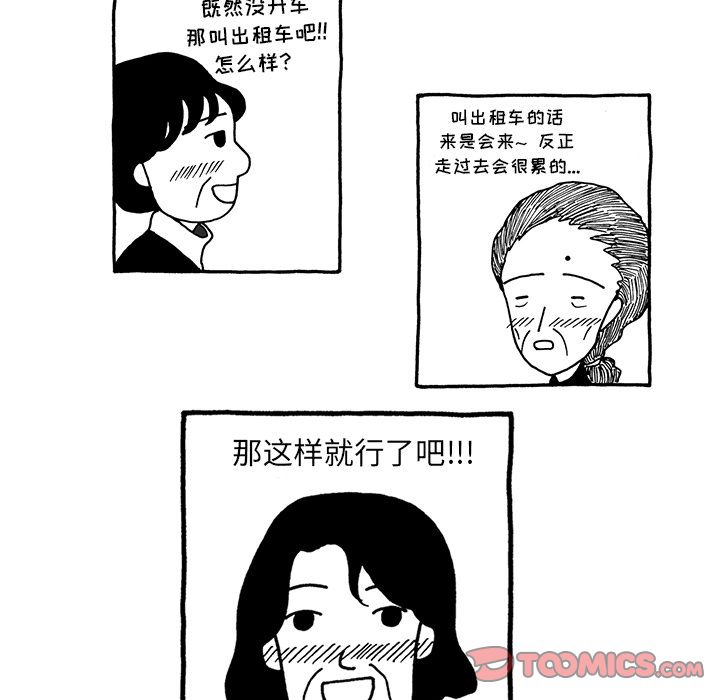 既然没开车
那叫出租车吧!!
怎么样?
叫出租车的话
来是会来~ 反正
走过去会很累的...
那这样就行了吧!!!
TOOMICS.COM